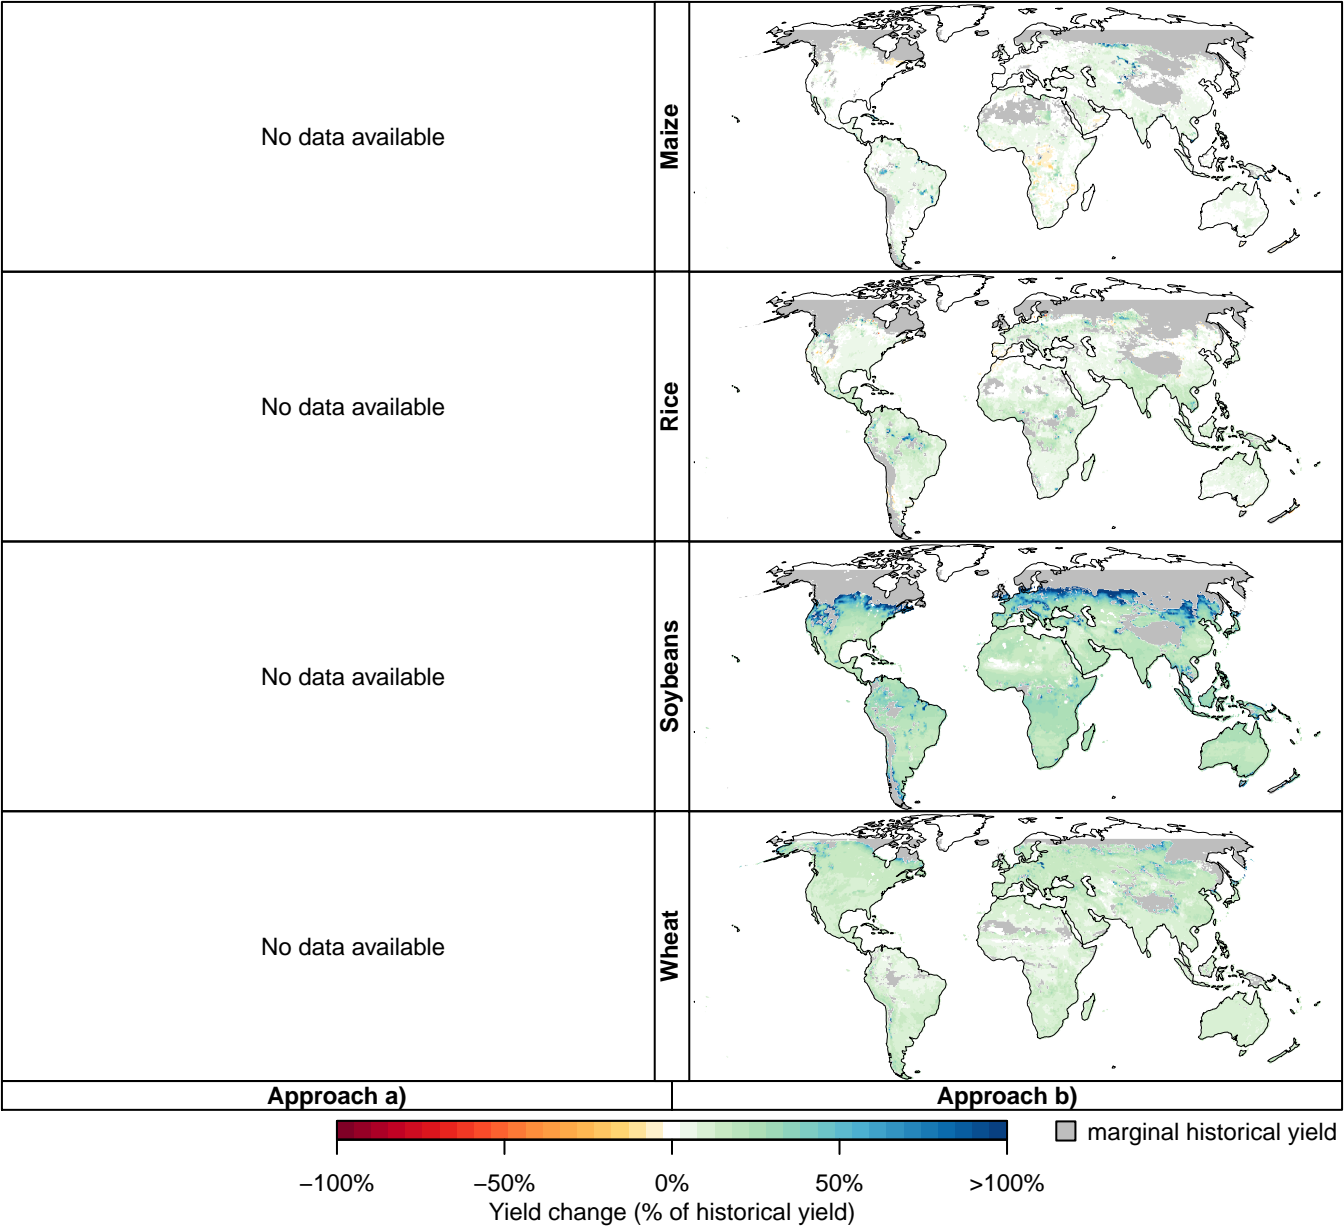 No data available
Maize
No data available
Rice
No data available
Soybeans
No data available
Wheat
Approach a)
Approach b)
marginal historical yield
−100%
−50%
0%
50%
>100%
Yield change (% of historical yield)